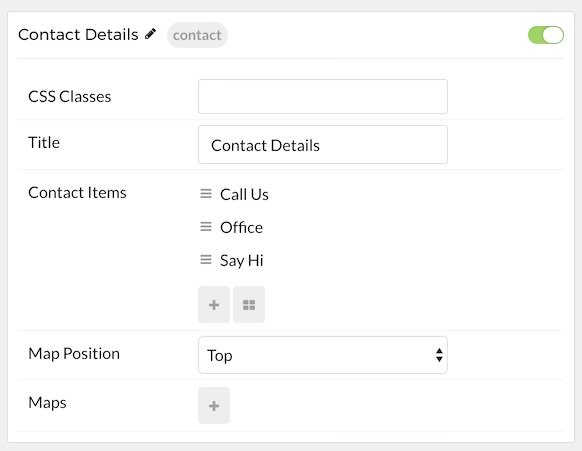 Contact Details contact
CSS Classes
Title Contact Details
Contact Items Call Us
Office
Say Hi
Map Position Top
Maps